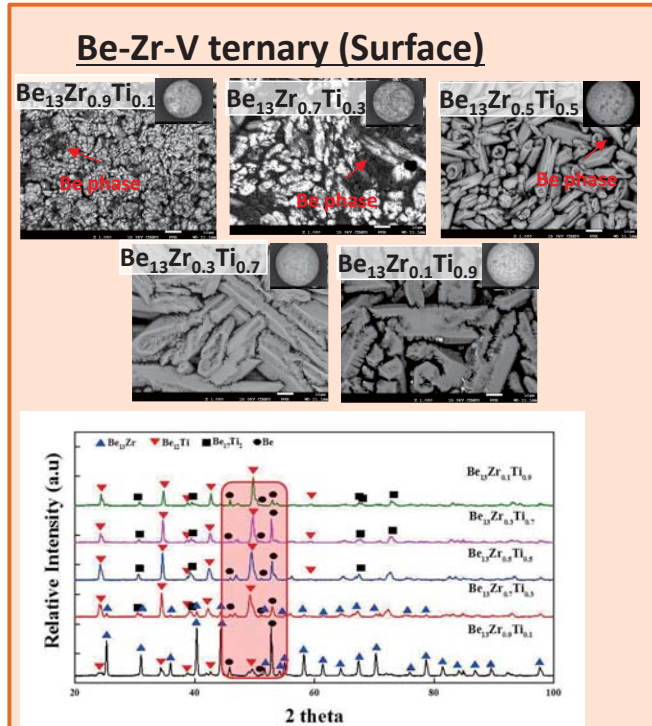 Be-Zr-V ternary (Surface)
Be₁₃Zr₀.₉Ti₀.₁
Be₁₃Zr₀.₇Ti₀.₃
Be₁₃Zr₀.₅Ti₀.₅
Be phase
Be phase
Be phase
Be₁₃Zr₀.₃Ti₀.₇
Be₁₃Zr₀.₁Ti₀.₉
Be₁₃Zr
Be₁₂Ti
Be₁₇Ti₂
Be
Be₁₃Zr₀.₁Ti₀.₉
Be₁₃Zr₀.₃Ti₀.₇
Be₁₃Zr₀.₅Ti₀.₅
Be₁₃Zr₀.₇Ti₀.₃
Be₁₃Zr₀.₉Ti₀.₁
Relative Intensity (a.u)
20 40 60 80 100
2 theta